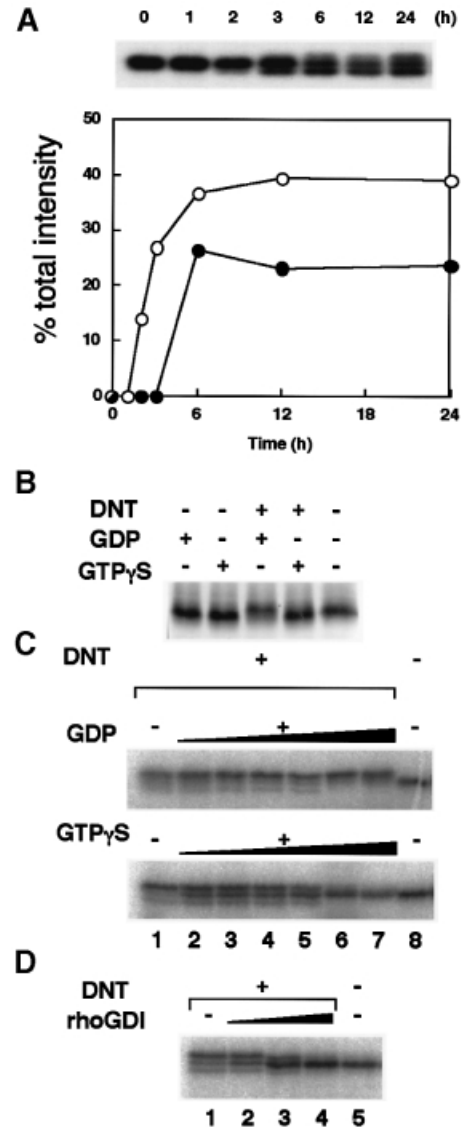 A
0 1 2 3 6 12 24 (h)
50
40
30
20
10
0
% total intensity
0 6 12 18 24
Time (h)
B
DNT - - + + -
GDP + - + - -
GTPγS - + - + -
C
DNT + -
GDP - + -
GTPγS - + -
1 2 3 4 5 6 7 8
D
DNT + -
rhoGDI - -
1 2 3 4 5